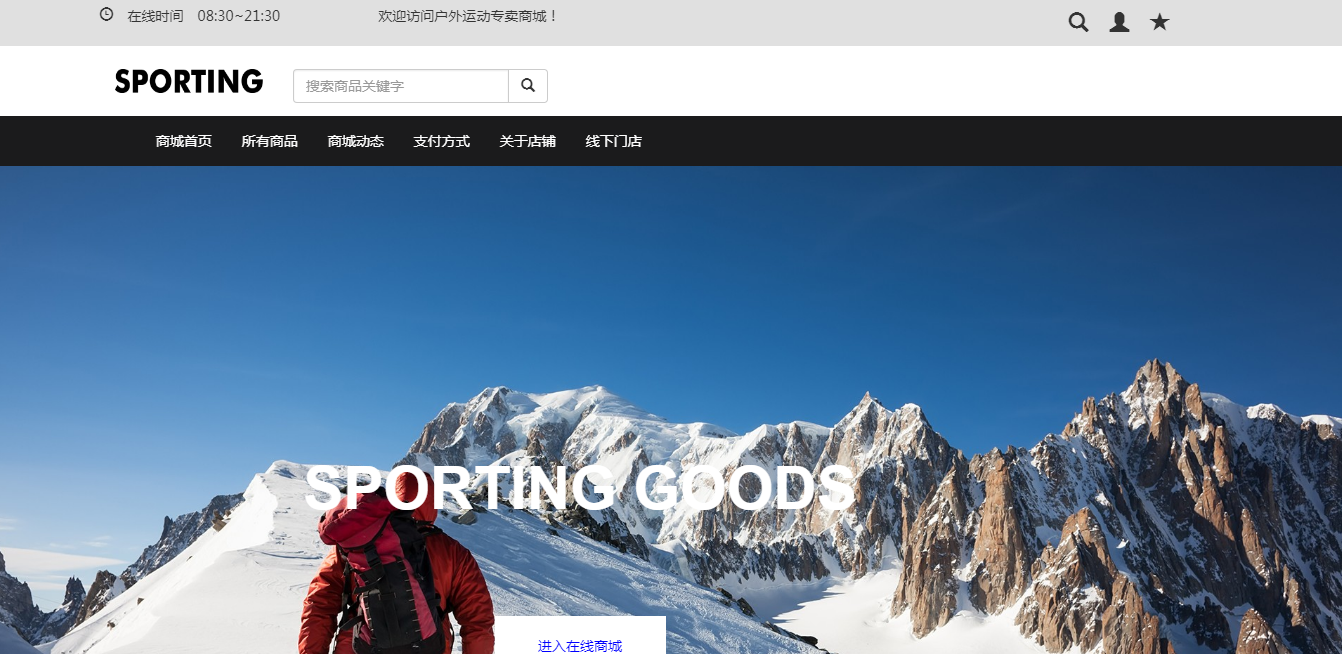 在线时间 08:30~21:30 欢迎访问户外运动专卖商城！
SPORTING 搜索商品关键字
商城首页 所有商品 商城动态 支付方式 关于店铺 线下门店
SPORTING GOODS
进入在线商城